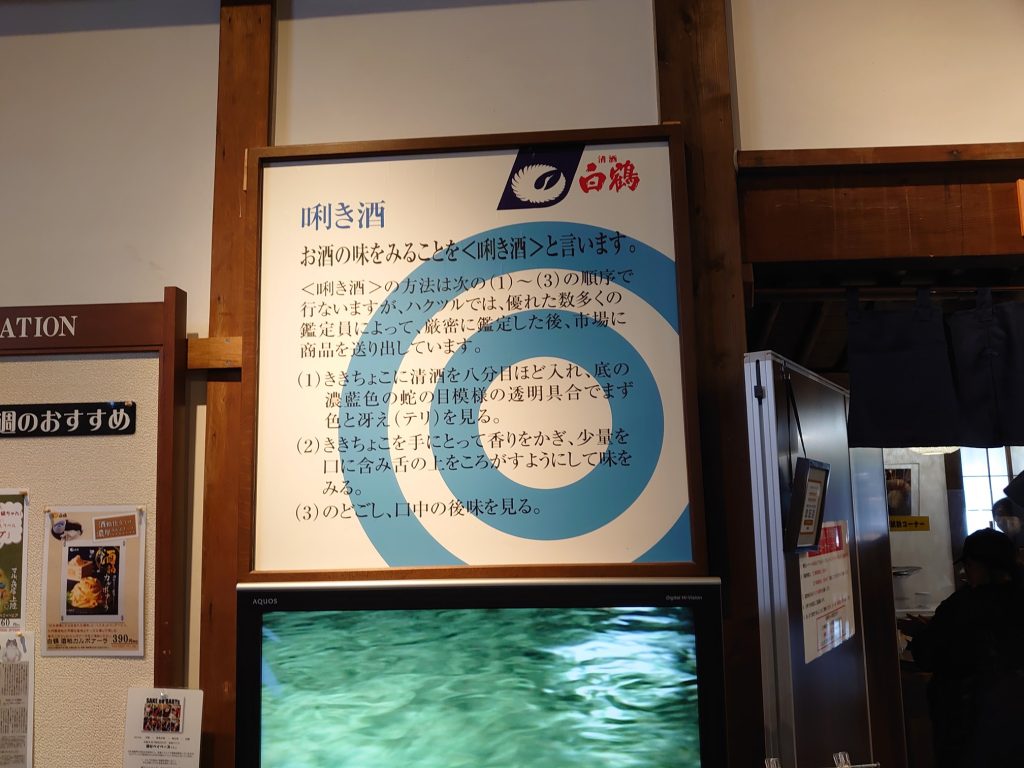 清酒
白鶴
唎き酒
お酒の味をみることを<唎き酒>と言います。
<唎き酒>の方法は次の(1)〜(3)の順序で
行ないますが、ハクツルでは、優れた数多くの
鑑定員によって、厳密に鑑定した後、市場に
商品を送り出しています。
(1)ききちょこに清酒を八分目ほど入れ、底の
濃藍色の蛇の目模様の透明具合でまず
色と冴え(テリ)を見る。
(2)ききちょこを手にとって香りをかぎ、少量を
口に含み舌の上をころがすようにして味を
みる。
(3)のどごし、口中の後味を見る。
AQUOS
Digital Hi-Vision
ATION
週のおすすめ
390円